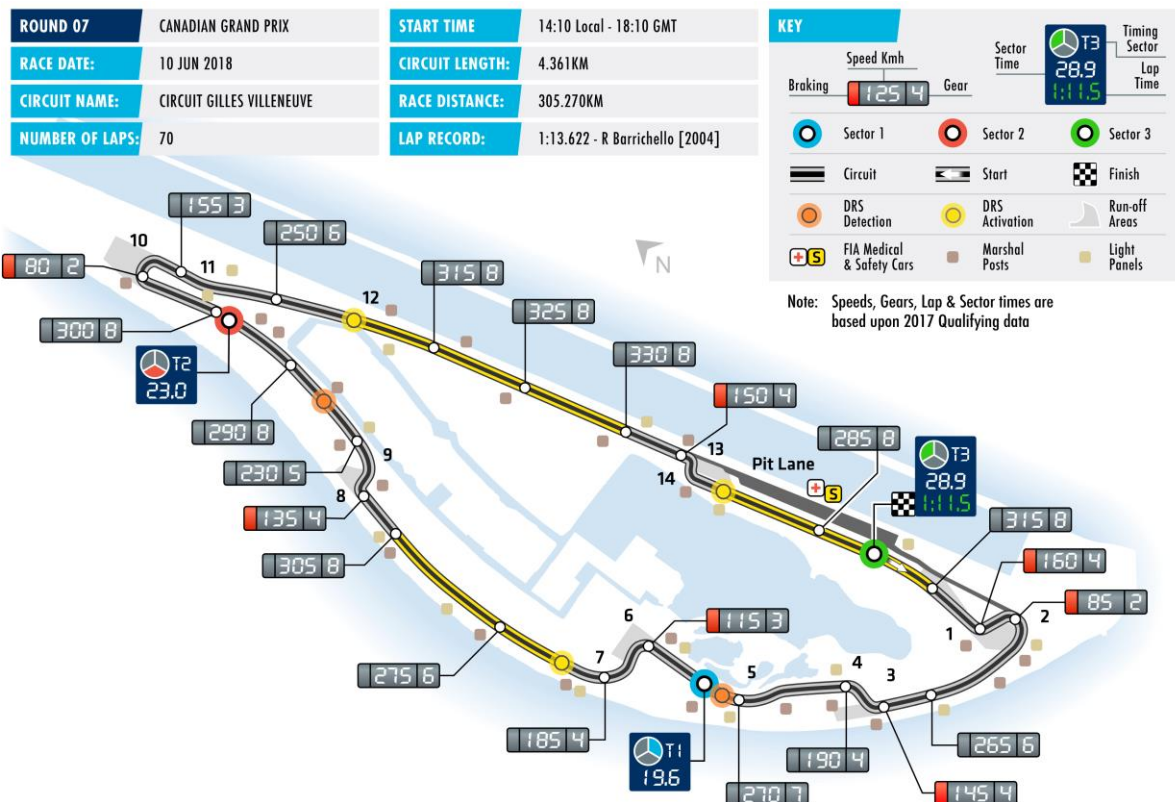 ROUND 07 CANADIAN GRAND PRIX
RACE DATE: 10 JUN 2018
CIRCUIT NAME: CIRCUIT GILLES VILLENEUVE
NUMBER OF LAPS: 70
START TIME 14:10 Local - 18:10 GMT
CIRCUIT LENGTH: 4.361KM
RACE DISTANCE: 305.270KM
LAP RECORD: 1:13.622 - R Barrichello [2004]
KEY
Speed Kmh
Braking 125 4 Gear
Sector Time
T3
28.9
1:11.5
Timing Sector
Lap Time
Sector 1 Sector 2 Sector 3
Circuit Start Finish
DRS Detection
DRS Activation
Run-off Areas
S
FIA Medical & Safety Cars
Marshal Posts
Light Panels
Note: Speeds, Gears, Lap & Sector times are
based upon 2017 Qualifying data
N
155 3
10
250 6
80 2
11
315 8
12
325 8
300 8
330 8
T2
23.0
150 4
290 8
13
285 8
T3
28.9
1:11.5
Pit Lane
S
230 5
9
14
8
135 4
315 8
305 8
160 4
85 2
6
115 3
1
2
275 6
7
5
4
3
185 4
T1
19.6
190 4
265 6
270 7
145 4